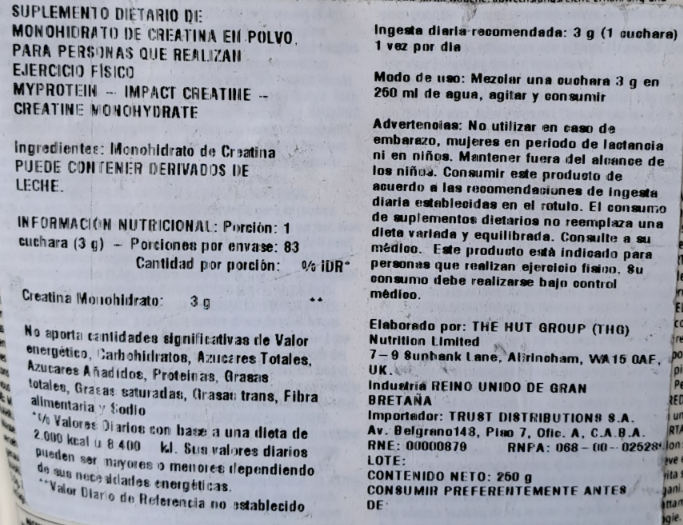 SUPLEMENTO DIETARIO DE
MONOHIDRATO DE CREATINA EN POLVO,
PARA PERSONAS QUE REALIZAN
EJERCICIO FISICO
MYPROTEIN – IMPACT CREATINE –
CREATINE MONOHYDRATE
Ingredientes: Monohidrato de Creatina
PUEDE CONTENER DERIVADOS DE
LECHE.
INFORMACIÓN NUTRICIONAL: Porción: 1
cuchara (3 g) – Porciones por envase: 83
Cantidad por porción: % IDR*
Creatina Monohidrato: 3 g **
No aporta cantidades significativas de Valor
energético, Carbohidratos, Azucares Totales,
Azucares Añadidos, Proteinas, Grasas
totales, Grasas saturadas, Grasas trans, Fibra
alimentaria y Sodio
*% Valores Diarios con base a una dieta de
2.000 kcal u 8 400 kJ. Sus valores diarios
pueden ser mayores o menores dependiendo
de sus necesidades energéticas.
**Valor Diario de Referencia no establecido
Ingesta diaria recomendada: 3 g (1 cuchara)
1 vez por dia
Modo de uso: Mezclar una cuchara 3 g en
250 ml de agua, agitar y consumir
Advertencias: No utilizar en caso de
embarazo, mujeres en periodo de lactancia
ni en niños. Mantener fuera del alcance de
los niños. Consumir este producto de
acuerdo a las recomendaciones de ingesta
diaria establecidas en el rotulo. El consumo
de suplementos dietarios no reemplaza una
dieta variada y equilibrada. Consulte a su
médico. Este producto está indicado para
personas que realizan ejercicio fisico. Su
consumo debe realizarse bajo control
médico.
Elaborado por: THE HUT GROUP (THG)
Nutrition Limited
7–9 Sunbank Lane, Altrincham, WA15 0AF,
UK.
Industria REINO UNIDO DE GRAN
BRETAÑA
Importador: TRUST DISTRIBUTIONS S.A.
Av. Belgrano148, Piso 7, Ofic. A, C.A.B.A.
RNE: 00000879 RNPA: 068-00-02528
LOTE:
CONTENIDO NETO: 250 g
CONSUMIR PREFERENTEMENTE ANTES
DE